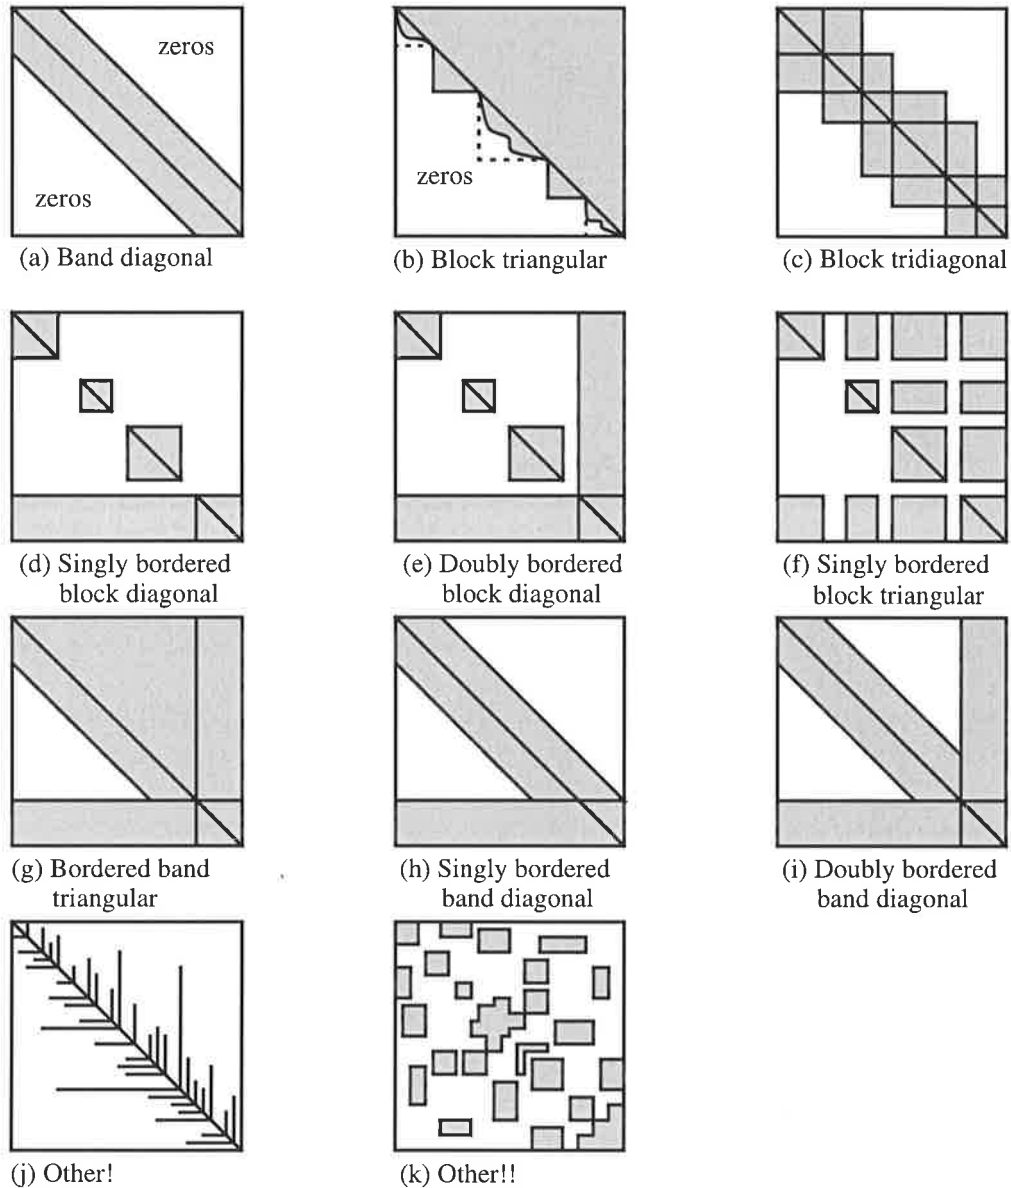 zeros
zeros
zeros
(a) Band diagonal
(b) Block triangular
(c) Block tridiagonal
(d) Singly bordered
block diagonal
(e) Doubly bordered
block diagonal
(f) Singly bordered
block triangular
(g) Bordered band
triangular
(h) Singly bordered
band diagonal
(i) Doubly bordered
band diagonal
(j) Other!
(k) Other!!